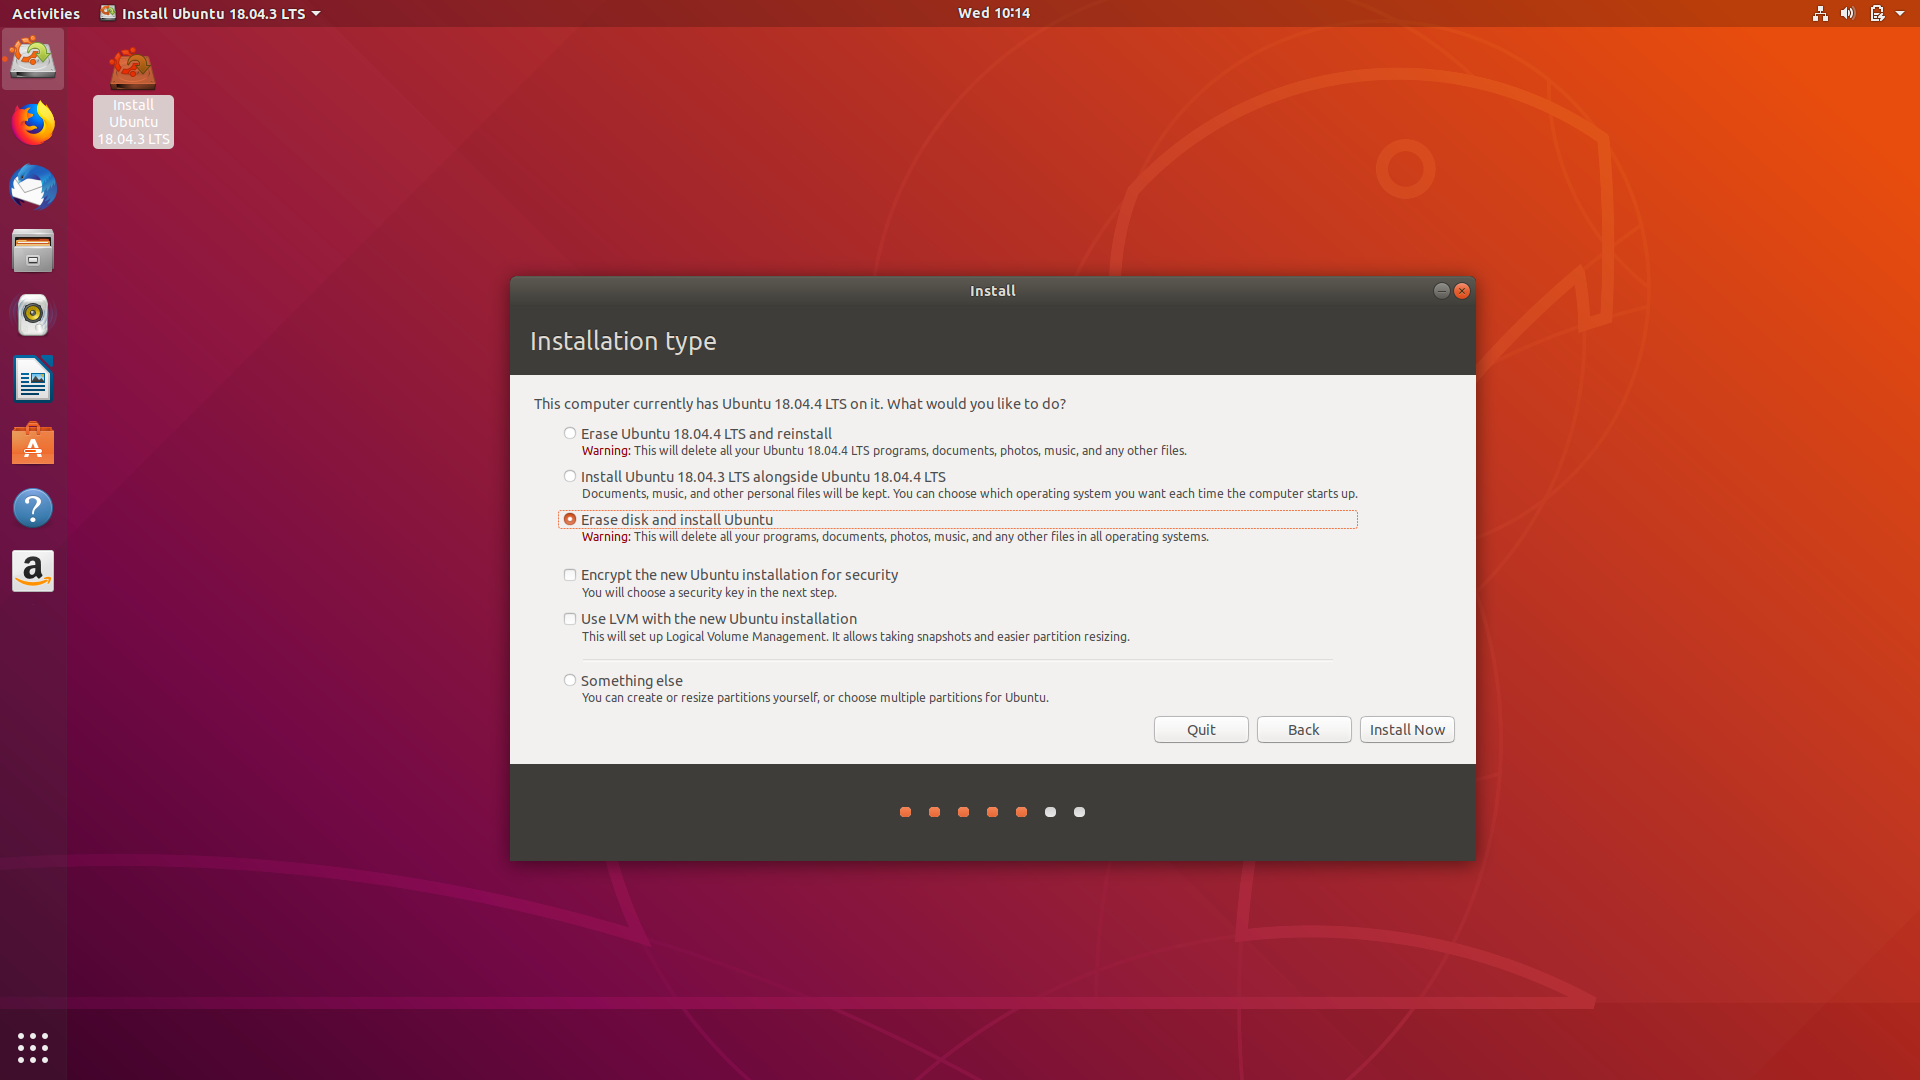 Activities
Install Ubuntu 18.04.3 LTS
Wed 10:14
Install
Ubuntu
18.04.3 LTS
Install
Installation type
This computer currently has Ubuntu 18.04.4 LTS on it. What would you like to do?
Erase Ubuntu 18.04.4 LTS and reinstall
Warning: This will delete all your Ubuntu 18.04.4 LTS programs, documents, photos, music, and any other files.
Install Ubuntu 18.04.3 LTS alongside Ubuntu 18.04.4 LTS
Documents, music, and other personal files will be kept. You can choose which operating system you want each time the computer starts up.
Erase disk and install Ubuntu
Warning: This will delete all your programs, documents, photos, music, and any other files in all operating systems.
Encrypt the new Ubuntu installation for security
You will choose a security key in the next step.
Use LVM with the new Ubuntu installation
This will set up Logical Volume Management. It allows taking snapshots and easier partition resizing.
Something else
You can create or resize partitions yourself, or choose multiple partitions for Ubuntu.
Quit
Back
Install Now